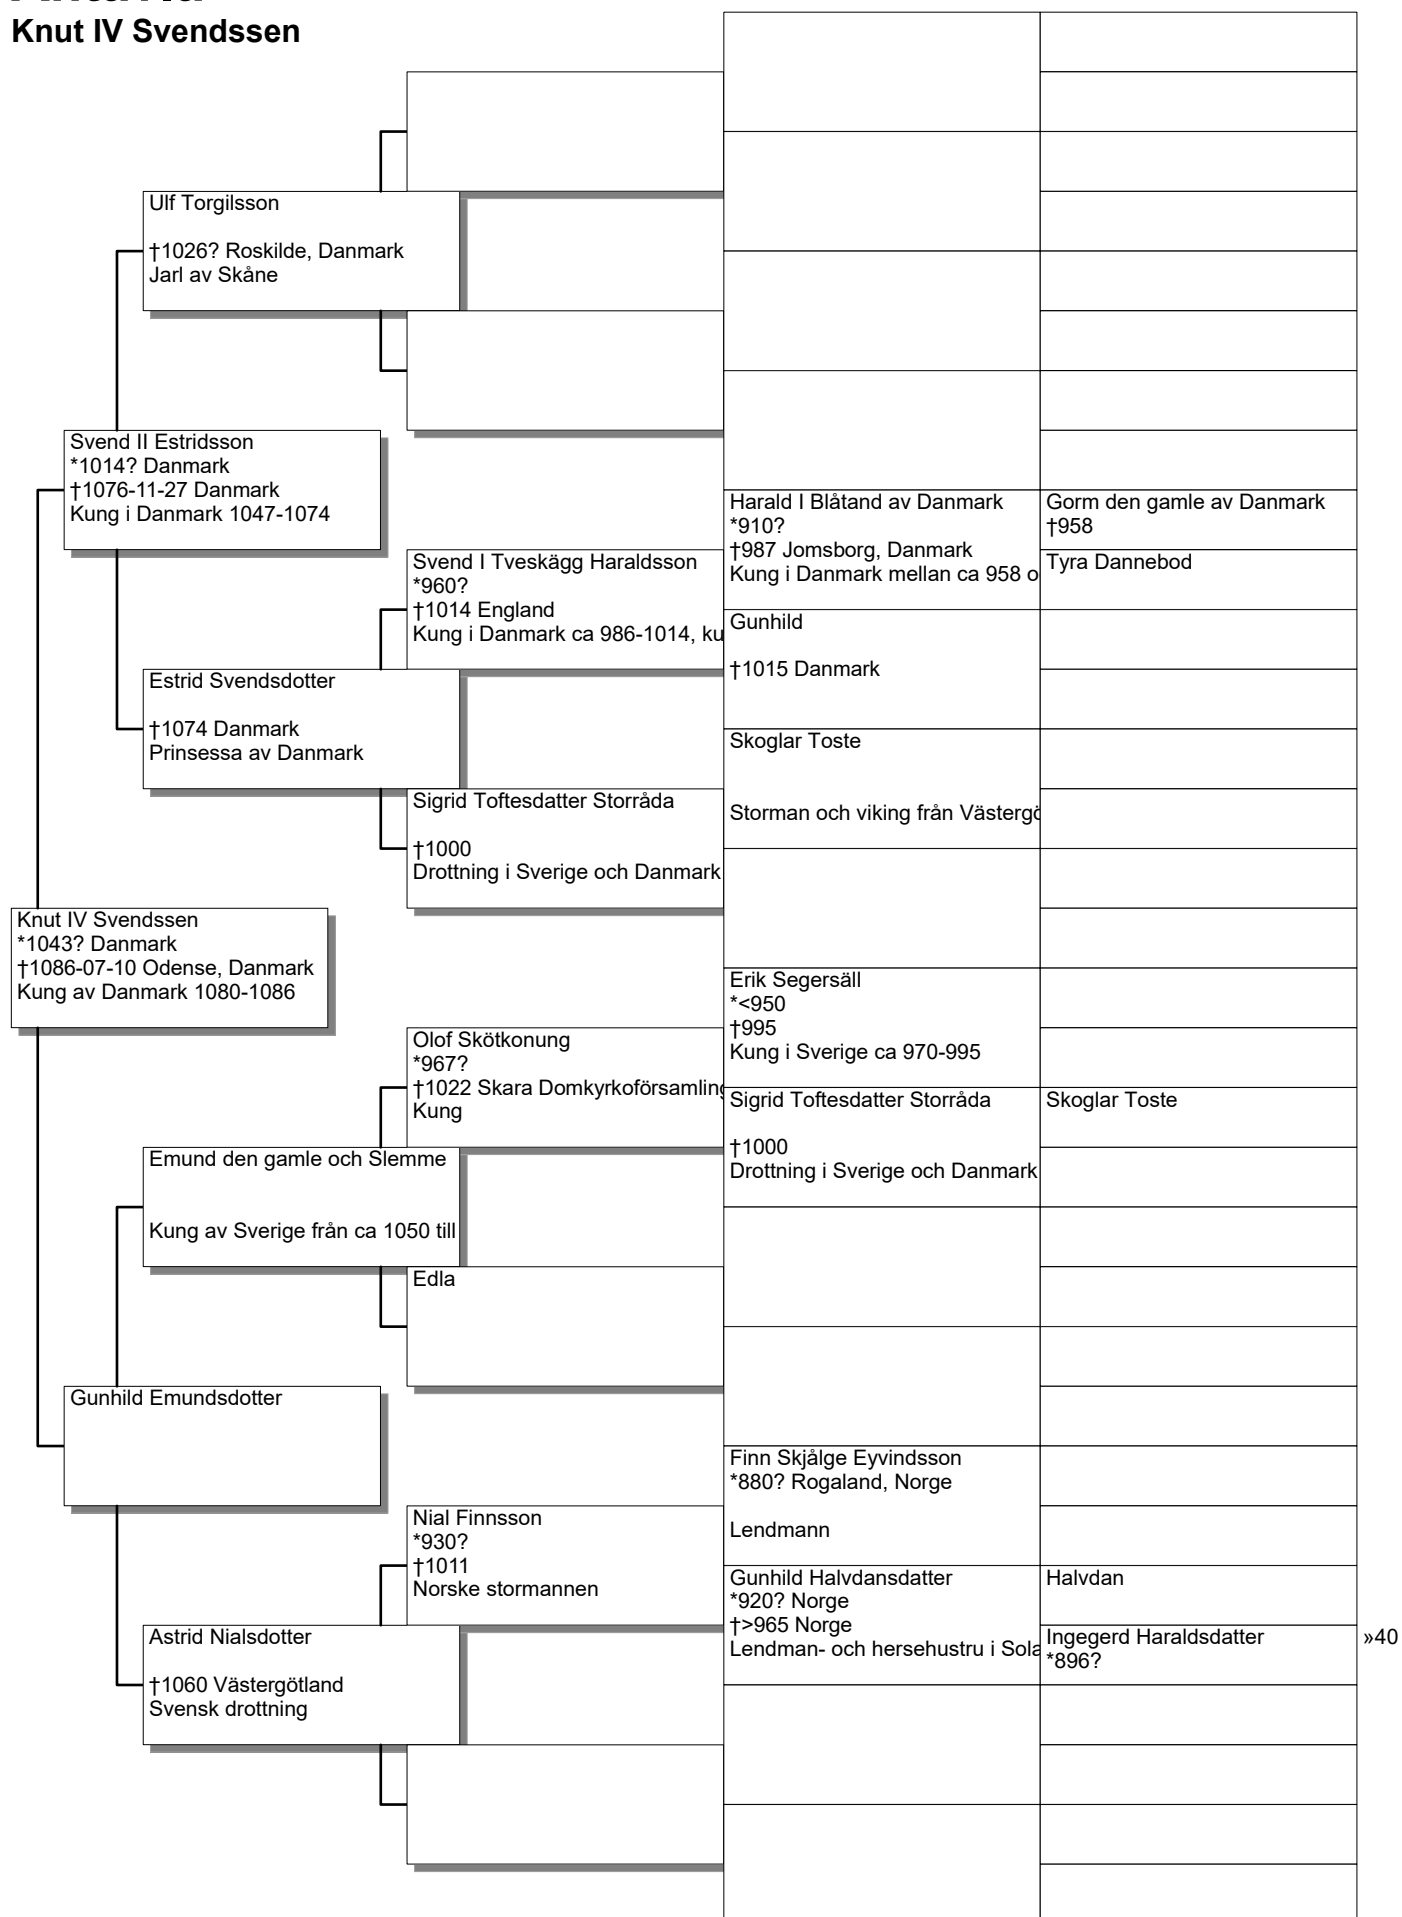 Knut IV Svendssen
Ulf Torgilsson
†1026? Roskilde, Danmark
Jarl av Skåne
Svend II Estridsson
*1014? Danmark
†1076-11-27 Danmark
Kung i Danmark 1047-1074
Harald I Blåtand av Danmark
*910?
†987 Jomsborg, Danmark
Kung i Danmark mellan ca 958 o
Gorm den gamle av Danmark
†958
Tyra Dannebod
Svend I Tveskägg Haraldsson
*960?
†1014 England
Kung i Danmark ca 986-1014, ku
Gunhild
†1015 Danmark
Estrid Svendsdotter
†1074 Danmark
Prinsessa av Danmark
Skoglar Toste
Storman och viking från Västergö
Sigrid Toftesdatter Storråda
†1000
Drottning i Sverige och Danmark
Knut IV Svendssen
*1043? Danmark
†1086-07-10 Odense, Danmark
Kung av Danmark 1080-1086
Erik Segersäll
*<950
†995
Kung i Sverige ca 970-995
Olof Skötkonung
*967?
†1022 Skara Domkyrkoförsamling
Kung
Sigrid Toftesdatter Storråda
†1000
Drottning i Sverige och Danmark
Skoglar Toste
Emund den gamle och Slemme
Kung av Sverige från ca 1050 till
Edla
Gunhild Emundsdotter
Finn Skjålge Eyvindsson
*880? Rogaland, Norge
Lendmann
Nial Finnsson
*930?
†1011
Norske stormannen
Gunhild Halvdansdatter
*920? Norge
†>965 Norge
Lendman- och hersehustru i Sola
Halvdan
Ingegerd Haraldsdatter
*896?
»40
Astrid Nialsdotter
†1060 Västergötland
Svensk drottning